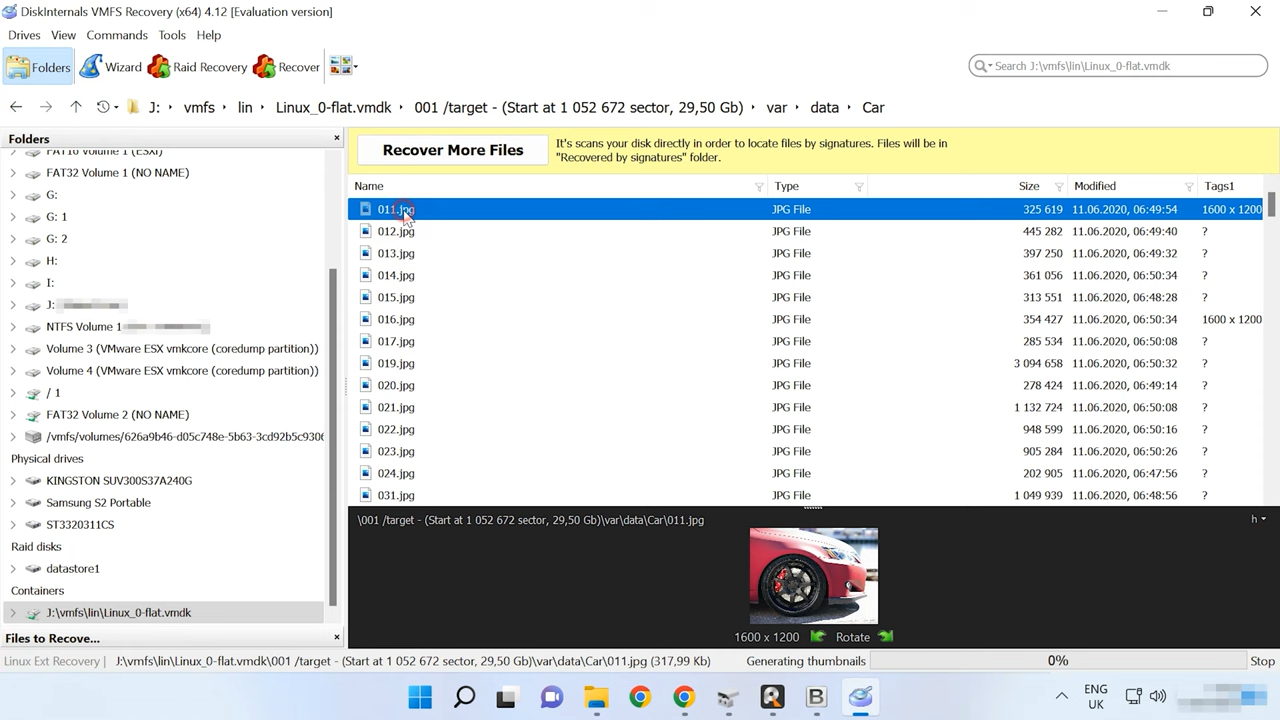 DiskInternals VMFS Recovery (x64) 4.12 [Evaluation version]
Drives View Commands Tools Help
Folders Wizard Raid Recovery Recover
Search J:\vmfs\lin\Linux_0-flat.vmdk
J: vmfs lin Linux_0-flat.vmdk 001 /target - (Start at 1 052 672 sector, 29,50 Gb) var data Car
Folders
FAT16 Volume 1 (ESXi)
FAT32 Volume 1 (NO NAME)
G:
G: 1
G: 2
H:
I:
J:
NTFS Volume 1
Volume 3 (VMware ESX vmkcore (coredump partition))
Volume 4 (VMware ESX vmkcore (coredump partition))
/ 1
FAT32 Volume 2 (NO NAME)
/vmfs/volumes/626a9b46-d05c748e-5b63-3cd92b5c9306
Physical drives
KINGSTON SUV300S37A240G
Samsung S2 Portable
ST3320311CS
Raid disks
datastore1
Containers
J:\vmfs\lin\Linux_0-flat.vmdk
Files to Recove...
Recover More Files
It's scans your disk directly in order to locate files by signatures. Files will be in
"Recovered by signatures" folder.
Name Type Size Modified Tags1
011.jpg JPG File 325 619 11.06.2020, 06:49:54 1600 x 1200
012.jpg JPG File 445 282 11.06.2020, 06:49:40 ?
013.jpg JPG File 397 250 11.06.2020, 06:49:32 ?
014.jpg JPG File 361 056 11.06.2020, 06:50:34 ?
015.jpg JPG File 313 551 11.06.2020, 06:48:28 ?
016.jpg JPG File 354 427 11.06.2020, 06:50:34 1600 x 1200
017.jpg JPG File 285 534 11.06.2020, 06:50:08 ?
019.jpg JPG File 3 094 658 11.06.2020, 06:50:32 ?
020.jpg JPG File 278 424 11.06.2020, 06:49:14 ?
021.jpg JPG File 1 132 724 11.06.2020, 06:50:08 ?
022.jpg JPG File 948 599 11.06.2020, 06:50:16 ?
023.jpg JPG File 905 284 11.06.2020, 06:50:26 ?
024.jpg JPG File 202 905 11.06.2020, 06:47:56 ?
031.jpg JPG File 1 049 939 11.06.2020, 06:48:56 ?
\001 /target - (Start at 1 052 672 sector, 29,50 Gb)\var\data\Car\011.jpg
h
1600 x 1200 Rotate
Linux Ext Recovery J:\vmfs\lin\Linux_0-flat.vmdk\001 /target - (Start at 1 052 672 sector, 29,50 Gb)\var\data\Car\011.jpg (317,99 Kb) Generating thumbnails 0% Stop
ENG
UK